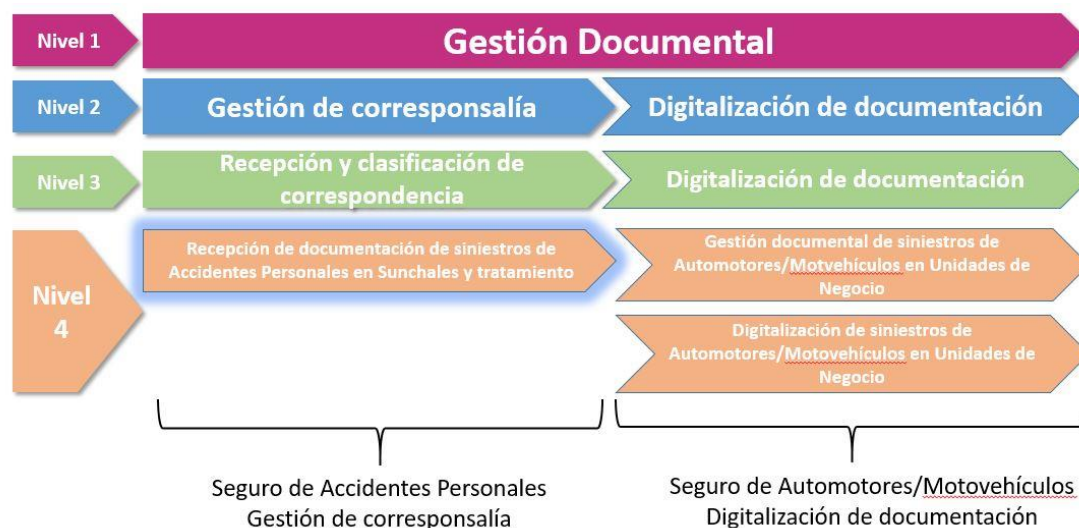 Nivel 1
Gestión Documental
Nivel 2
Gestión de corresponsalía
Digitalización de documentación
Nivel 3
Recepción y clasificación de
correspondencia
Digitalización de documentación
Nivel
4
Recepción de documentación de siniestros de
Accidentes Personales en Sunchales y tratamiento
Gestión documental de siniestros de
Automotores/Motvehículos en Unidades de
Negocio
Digitalización de siniestros de
Automotores/Motovehículos en Unidades de
Negocio
Seguro de Accidentes Personales
Gestión de corresponsalía
Seguro de Automotores/Motovehículos
Digitalización de documentación